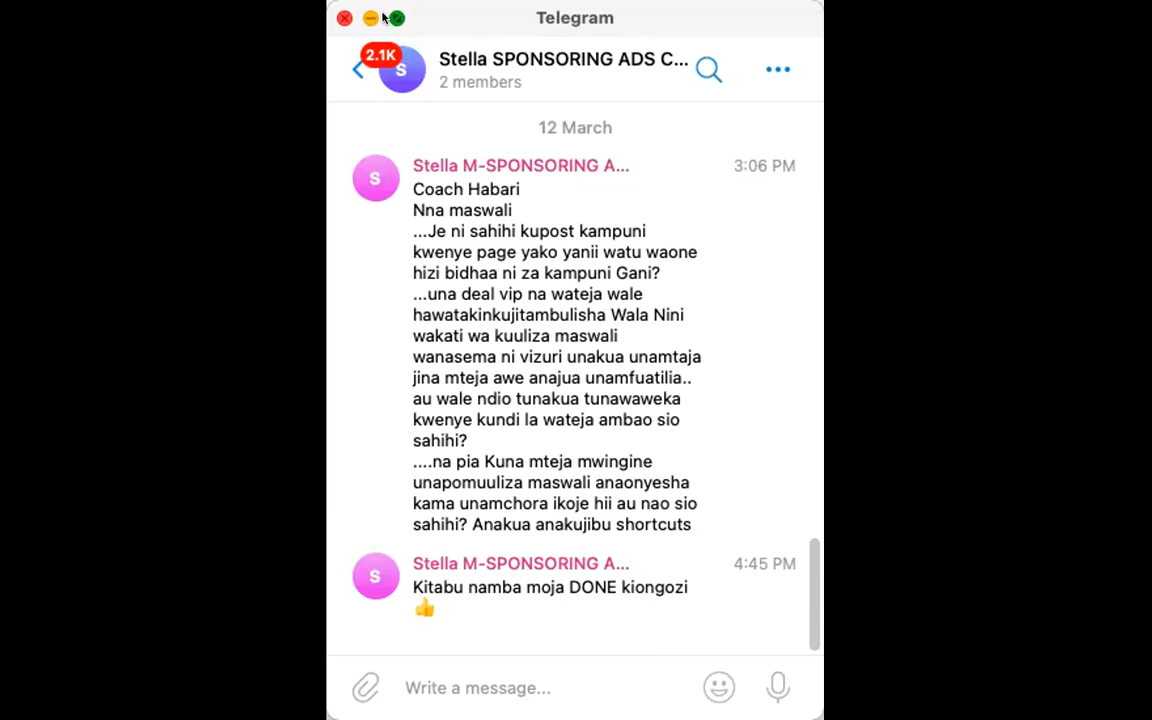 Telegram
2.1K
S
Stella SPONSORING ADS C...
2 members
12 March
S
Stella M-SPONSORING A...
3:06 PM
Coach Habari
Nna maswali
...Je ni sahihi kupost kampuni
kwenye page yako yanii watu waone
hizi bidhaa ni za kampuni Gani?
...una deal vip na wateja wale
hawatakinkujitambulisha Wala Nini
wakati wa kuuliza maswali
wanasema ni vizuri unakua unamtaja
jina mteja awe anajua unamfuatilia..
au wale ndio tunakua tunawaweka
kwenye kundi la wateja ambao sio
sahihi?
....na pia Kuna mteja mwingine
unapomuuliza maswali anaonyesha
kama unamchora ikoje hii au nao sio
sahihi? Anakua anakujibu shortcuts
S
Stella M-SPONSORING A...
4:45 PM
Kitabu namba moja DONE kiongozi
👍
Write a message...